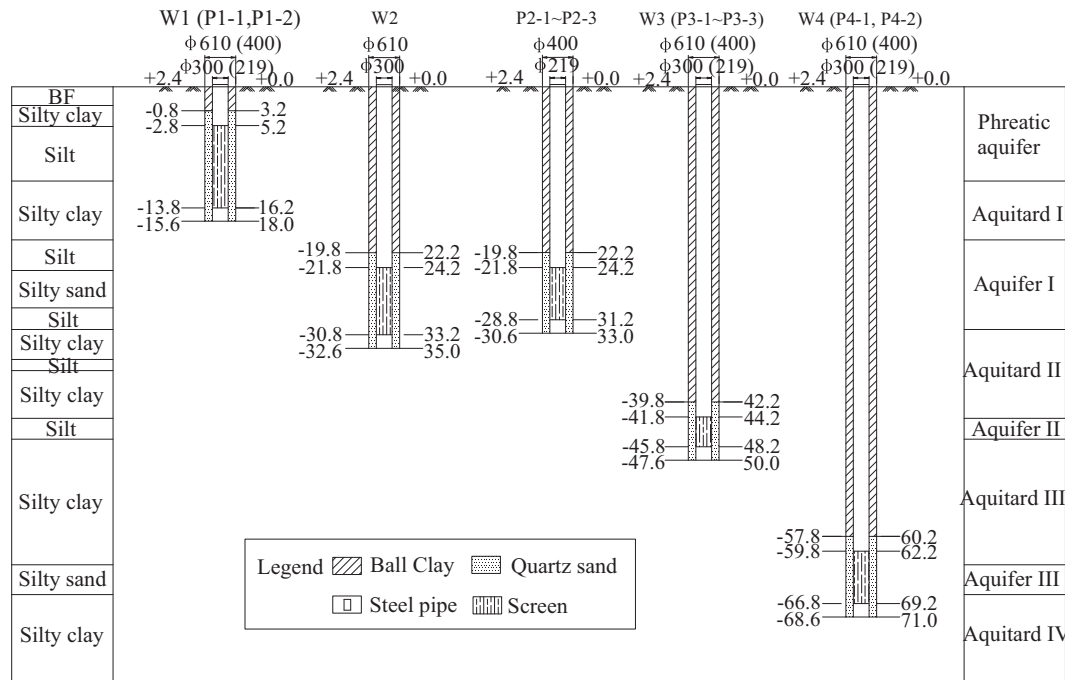 W1 (P1-1,P1-2) W2 P2-1~P2-3 W3 (P3-1~P3-3) W4 (P4-1, P4-2)
ϕ610 (400) ϕ610 ϕ400 ϕ610 (400) ϕ610 (400)
ϕ300 (219) ϕ300 ϕ219 ϕ300 (219) ϕ300 (219)
+2.4 +0.0 +2.4 +0.0 +2.4 +0.0 +2.4 +0.0 +2.4 +0.0
BF
Silty clay
Silt
Silty clay
Silt
Silty sand
Silt
Silty clay
Silt
Silty clay
Silt
Silty clay
Silty sand
Silty clay
-0.8 3.2
-2.8 5.2
-13.8 16.2
-15.6 18.0
-19.8 22.2
-21.8 24.2
-30.8 33.2
-32.6 35.0
-19.8 22.2
-21.8 24.2
-28.8 31.2
-30.6 33.0
-39.8 42.2
-41.8 44.2
-45.8 48.2
-47.6 50.0
-57.8 60.2
-59.8 62.2
-66.8 69.2
-68.6 71.0
Phreatic
aquifer
Aquitard I
Aquifer I
Aquitard II
Aquifer II
Aquitard III
Aquifer III
Aquitard IV
Legend Ball Clay Quartz sand
Steel pipe Screen